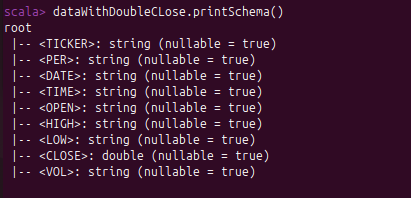 scala> dataWithDoubleCLose.printSchema()
root
 |-- <TICKER>: string (nullable = true)
 |-- <PER>: string (nullable = true)
 |-- <DATE>: string (nullable = true)
 |-- <TIME>: string (nullable = true)
 |-- <OPEN>: string (nullable = true)
 |-- <HIGH>: string (nullable = true)
 |-- <LOW>: string (nullable = true)
 |-- <CLOSE>: double (nullable = true)
 |-- <VOL>: string (nullable = true)